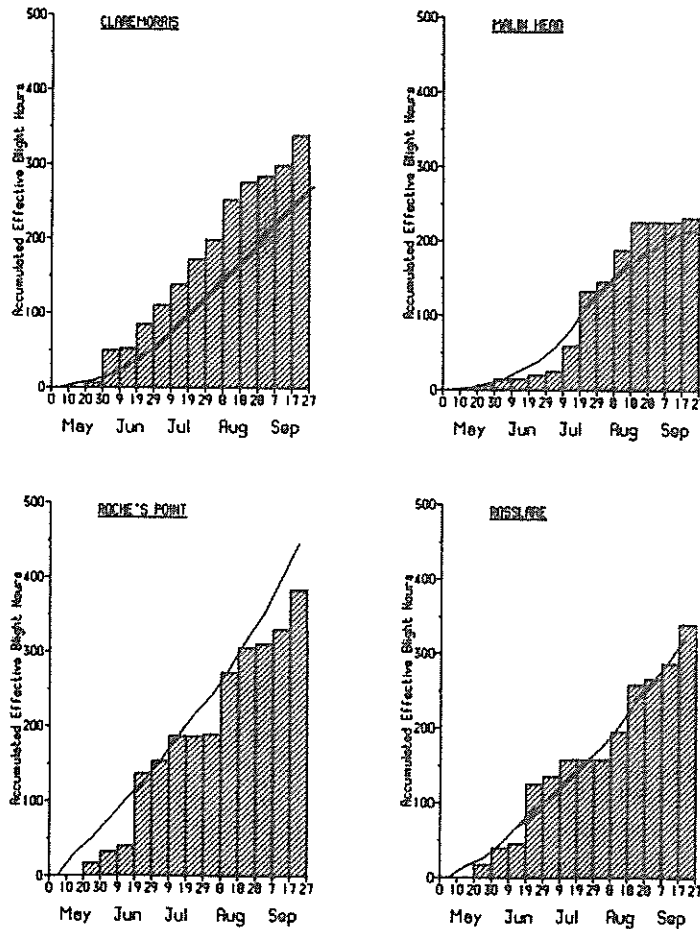 CLAREMORRIS
500
400
300
200
100
0
Accumulated Effective Blight Hours
0 10 20 30 9 19 29 9 19 29 8 18 28 7 17 27
May Jun Jul Aug Sep
MALIN HEAD
500
400
300
200
100
0
Accumulated Effective Blight Hours
0 10 20 30 9 19 29 9 19 29 8 18 28 7 17 27
May Jun Jul Aug Sep
ROCHE'S POINT
500
400
300
200
100
0
Accumulated Effective Blight Hours
0 10 20 30 9 19 29 9 19 29 8 18 28 7 17 27
May Jun Jul Aug Sep
ROSSLARE
500
400
300
200
100
0
Accumulated Effective Blight Hours
0 10 20 30 9 19 29 9 19 29 8 18 28 7 17 27
May Jun Jul Aug Sep